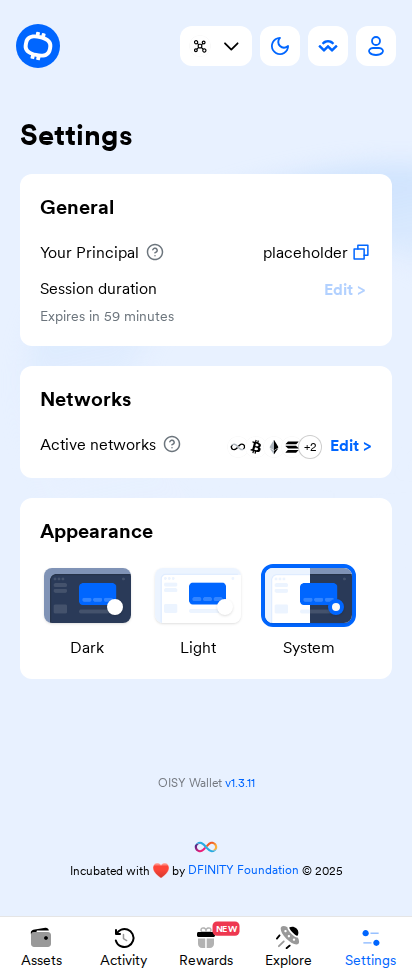 Settings
General
Your Principal
placeholder
Session duration
Edit >
Expires in 59 minutes
Networks
Active networks
+2
Edit >
Appearance
Dark
Light
System
OISY Wallet v1.3.11
Incubated with ❤️ by DFINITY Foundation © 2025
NEW
Assets
Activity
Rewards
Explore
Settings